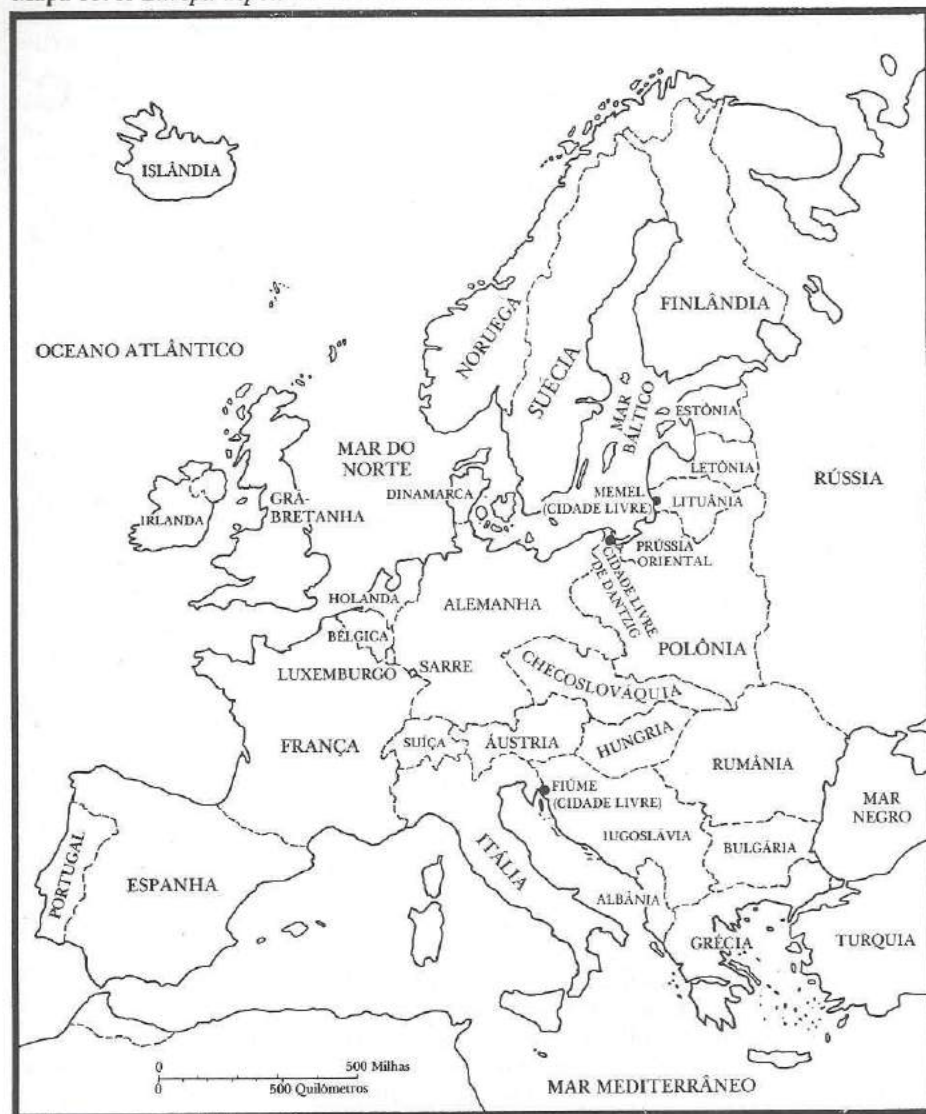 ISLÂNDIA
FINLÂNDIA
NORUEGA
OCEANO ATLÂNTICO
SUÉCIA
MAR
BÁLTICO
ESTÔNIA
MAR DO
NORTE
LETÔNIA
RÚSSIA
DINAMARCA
MEMEL
(CIDADE LIVRE)
LITUÂNIA
GRÃ-
BRETANHA
IRLANDA
PRÚSSIA
ORIENTAL
CIDADE LIVRE
DE DANTZIG
HOLANDA
ALEMANHA
BÉLGICA
POLÔNIA
LUXEMBURGO
SARRE
CHECOSLOVÁQUIA
FRANÇA
SUÍÇA
ÁUSTRIA
HUNGRIA
RUMÂNIA
FIÚME
(CIDADE LIVRE)
MAR
NEGRO
IUGOSLÁVIA
BULGÁRIA
ITÁLIA
PORTUGAL
ESPANHA
ALBÂNIA
GRÉCIA
TURQUIA
0 500 Milhas
0 500 Quilômetros
MAR MEDITERRÂNEO